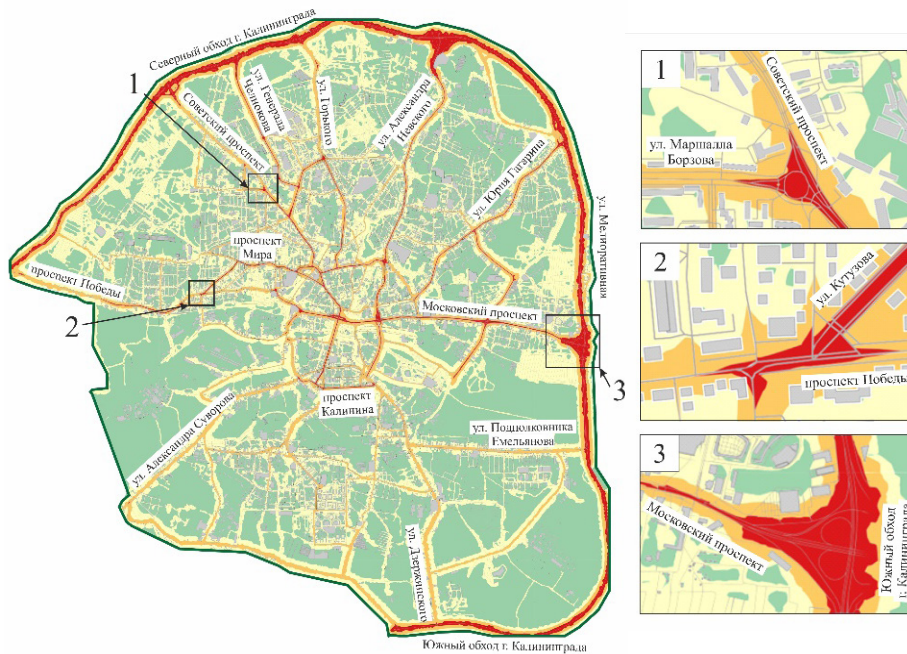 Северный обход г. Калининграда
1
Советский проспект
ул. Генерала
Челнокова
ул. Горького
ул. Александра
Невского
ул. Юрия Гагарина
ул. Мелиоративная
проспект
Мира
проспект Победы
2
Московский проспект
3
проспект
Калинина
ул. Александра Суворова
ул. Подполковника
Емельянова
ул. Дзержинского
Южный обход г. Калининграда
1
Советский проспект
ул. Маршалла
Борзова
2
ул. Кутузова
проспект Победы
3
Московский проспект
Южный обход
г. Калининграда